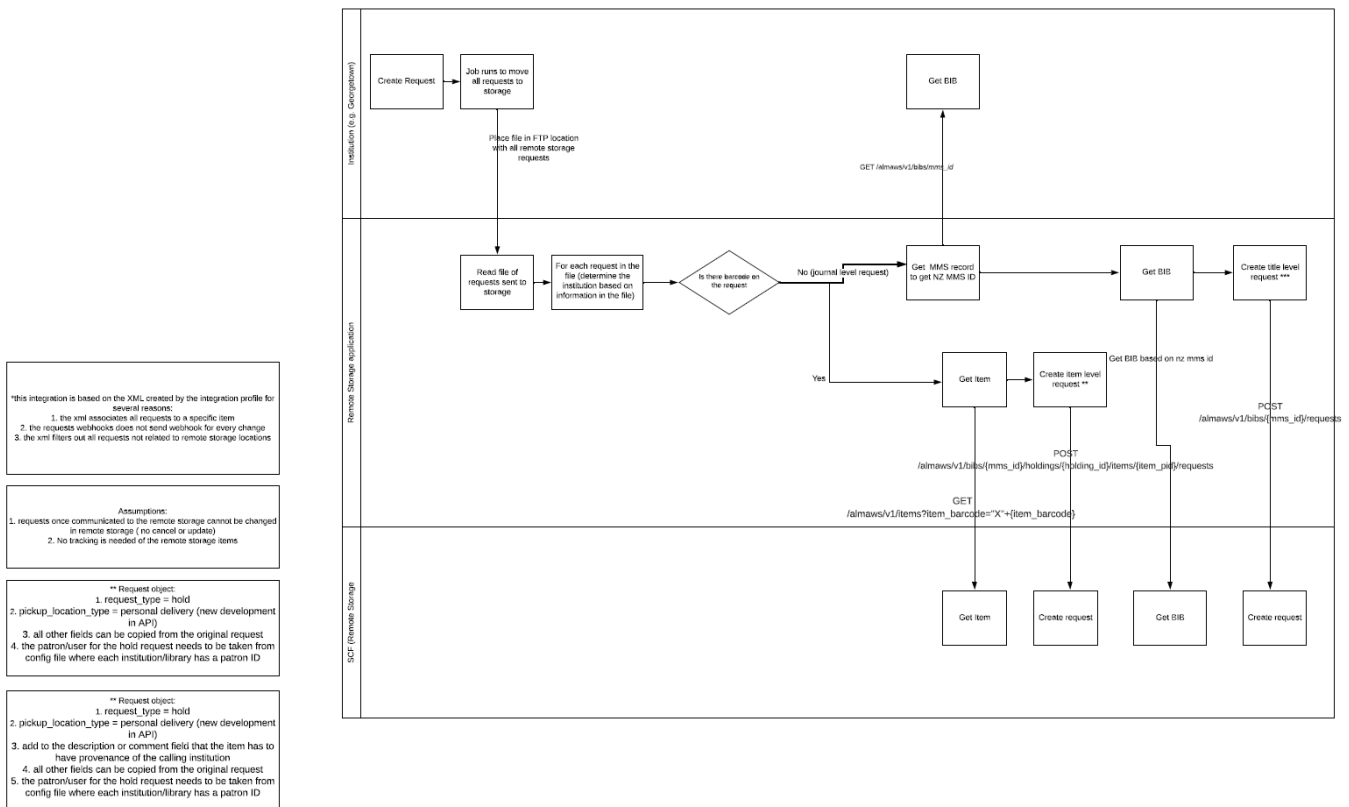 Institution (e.g. Georgetown)
Create Request
Job runs to move
all requests to
storage
Get BIB
Place file in FTP location
with all remote storage
requests
GET /almaws/v1/bibs/mms_id
Remote Storage application
Read file of
requests sent to
storage
For each request in the
file (determine the
institution based on
information in the file)
Is there barcode on
the request
No (journal level request)
Get MMS record
to get NZ MMS ID
Get BIB
Create title level
request ***
Yes
Get Item
Create item level
request **
Get BIB based on nz mms id
POST
/almaws/v1/bibs/{mms_id}/requests
POST
/almaws/v1/bibs/{mms_id}/holdings/{holding_id}/items/{item_pid}/requests
GET
/almaws/v1/items?item_barcode="X"+{item_barcode}
SCF (Remote Storage
Get Item
Create request
Get BIB
Create request
*this integration is based on the XML created by the integration profile for
several reasons:
1. the xml associates all requests to a specific item
2. the requests webhooks does not send webhook for every change
3. the xml filters out all requests not related to remote storage locations
Assumptions:
1. requests once communicated to the remote storage cannot be changed
in remote storage ( no cancel or update)
2. No tracking is needed of the remote storage items
** Request object:
1. request_type = hold
2. pickup_location_type = personal delivery (new development
in API)
3. all other fields can be copied from the original request
4. the patron/user for the hold request needs to be taken from
config file where each institution/library has a patron ID
** Request object:
1. request_type = hold
2. pickup_location_type = personal delivery (new development
in API)
3. add to the description or comment field that the item has to
have provenance of the calling institution
4. all other fields can be copied from the original request
5. the patron/user for the hold request needs to be taken from
config file where each institution/library has a patron ID